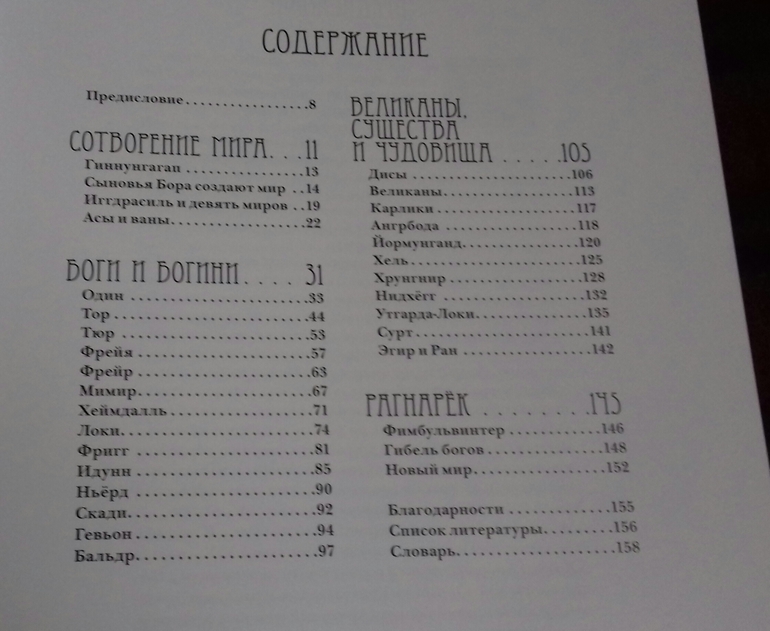 СОДЕРЖАНИЕ
Предисловие.................8
СОТВОРЕНИЕ МИРА. . . 11
Гиннунгагап ................13
Сыновья Бора создают мир ..14
Иггдрасиль и девять миров ..19
Асы и ваны..................22
БОГИ И БОГИНИ. . . . 31
Один ....................33
Тор ......................44
Тюр ......................53
Фрейя ....................57
Фрейр ....................63
Мимир....................67
Хеймдалль................71
Локи......................74
Фригг ....................81
Идунн ....................85
Ньёрд ....................90
Скади.....................92
Гевьон ....................94
Бальдр....................97
ВЕЛИКАНЫ,
СУЩЕСТВА
И ЧУДОВИЩА . . . . . 105
Дисы .....................106
Великаны.................113
Карлики ..................117
Ангрбода .................118
Йормунганд...............120
Хель......................125
Хрунгнир .................128
Нидхёгг ..................132
Утгарда-Локи..............135
Сурт ......................141
Эгир и Ран ................142
РАГНАРЁК . . . . . . . 145
Фимбульвинтер ............146
Гибель богов...............148
Новый мир................152
Благодарности .............155
Список литературы.........156
Словарь...................158